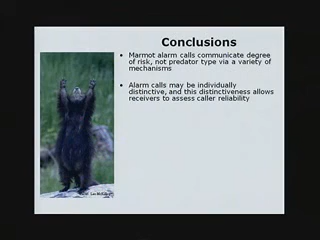 Conclusions
• Marmot alarm calls communicate degree
of risk, not predator type via a variety of
mechanisms
• Alarm calls may be individually
distinctive, and this distinctiveness allows
receivers to assess caller reliability